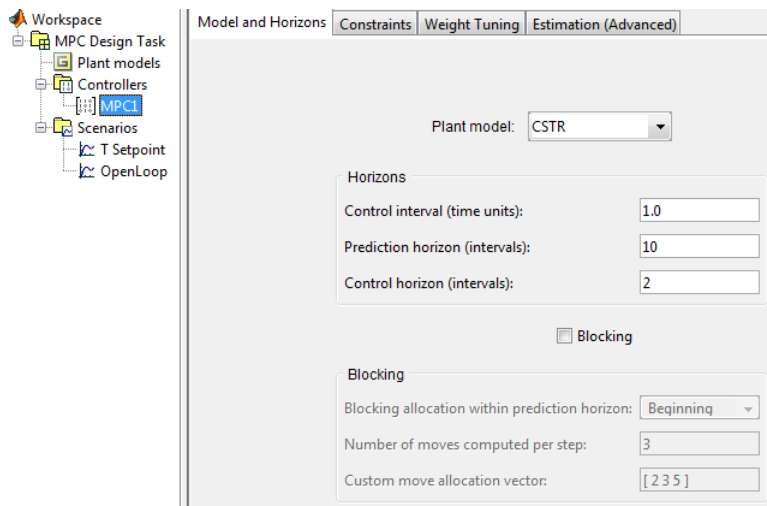 Workspace
MPC Design Task
Plant models
Controllers
MPC1
Scenarios
T Setpoint
OpenLoop
Model and Horizons Constraints Weight Tuning Estimation (Advanced)
Plant model: CSTR
Horizons
Control interval (time units): 1.0
Prediction horizon (intervals): 10
Control horizon (intervals): 2
Blocking
Blocking
Blocking allocation within prediction horizon: Beginning
Number of moves computed per step: 3
Custom move allocation vector: [ 2 3 5 ]